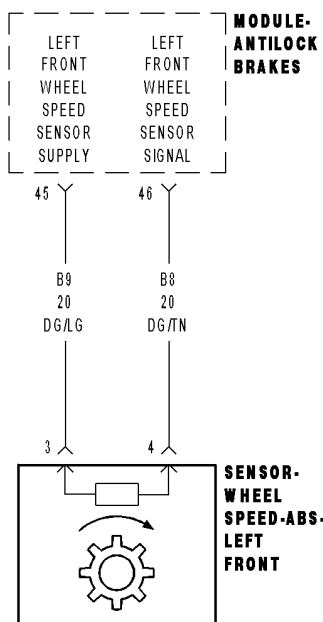 MODULE-
ANTILOCK
BRAKES
LEFT
FRONT
WHEEL
SPEED
SENSOR
SUPPLY
LEFT
FRONT
WHEEL
SPEED
SENSOR
SIGNAL
45
46
B9
20
DG/LG
B8
20
DG/TN
3
4
SENSOR-
WHEEL
SPEED-ABS-
LEFT
FRONT